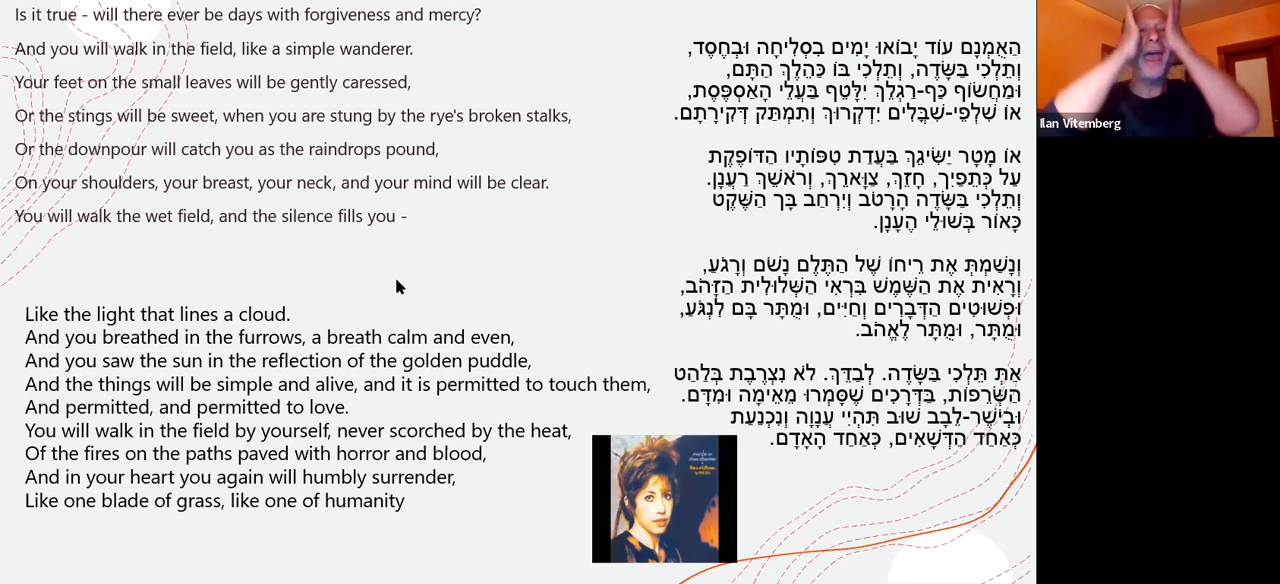 Is it true - will there ever be days with forgiveness and mercy?
And you will walk in the field, like a simple wanderer.
Your feet on the small leaves will be gently caressed,
Or the stings will be sweet, when you are stung by the rye's broken stalks,
Or the downpour will catch you as the raindrops pound,
On your shoulders, your breast, your neck, and your mind will be clear.
You will walk the wet field, and the silence fills you -
Like the light that lines a cloud.
And you breathed in the furrows, a breath calm and even,
And you saw the sun in the reflection of the golden puddle,
And the things will be simple and alive, and it is permitted to touch them,
And permitted, and permitted to love.
You will walk in the field by yourself, never scorched by the heat,
Of the fires on the paths paved with horror and blood,
And in your heart you again will humbly surrender,
Like one blade of grass, like one of humanity
הַאֻמְנָם עוֹד יָבוֹאוּ יָמִים בִּסְלִיחָה וּבְחֶסֶד,
וְתֵלְכִי בַּשָּׂדֶה, וְתֵלְכִי בּוֹ כַּהֵלֶךְ הַתָּם,
וּמַחְשׂוֹף כַּף-רַגְלֵךְ יִלָּטֵף בַּעֲלֵי הָאַסְפֶּסֶת,
אוֹ שִׁלְפֵי-שִׁבֳּלִים יִדְקְרוּךְ וְתִמְתַּק דְּקִירָתָם.
אוֹ מָטָר יַשִּׂיגֵךְ בַּעֲדַת טִפּוֹתָיו הַדּוֹפֶקֶת
עַל כְּתֵפַיִךְ, חָזֵךְ, צַוָּארֵךְ, וְרֹאשֵׁךְ רַעֲנָן.
וְתֵלְכִי בַּשָּׂדֶה הָרָטֹב וְיִרְחַב בָּךְ הַשֶּׁקֶט
כָּאוֹר בְּשׁוּלֵי הֶעָנָן.
וְנָשַׁמְתְּ אֶת רֵיחוֹ שֶׁל הַתֶּלֶם נָשֹׁם וְרָגֹעַ,
וְרָאִית אֶת הַשֶּׁמֶשׁ בִּרְאִי הַשְּׁלוּלִית הַזָּהֹב,
וּפְשׁוּטִים הַדְּבָרִים וְחַיִּים, וּמֻתָּר בָּם לִנְגֹּעַ,
וּמֻתָּר, וּמֻתָּר לֶאֱהֹב.
אַתְּ תֵּלְכִי בַּשָּׂדֶה. לְבַדֵּךְ. לֹא נִצְרֶבֶת בְּלַהַט
הַשְּׂרֵפוֹת, בַּדְּרָכִים שֶׁסָּמְרוּ מֵאֵימָה וּמִדָּם.
וּבְיֹשֶׁר-לֵבָב שׁוּב תִּהְיִי עֲנָוָה וְנִכְנַעַת
כְּאַחַד הַדְּשָׁאִים, כְּאַחַד הָאָדָם.
Ilan Vitemberg